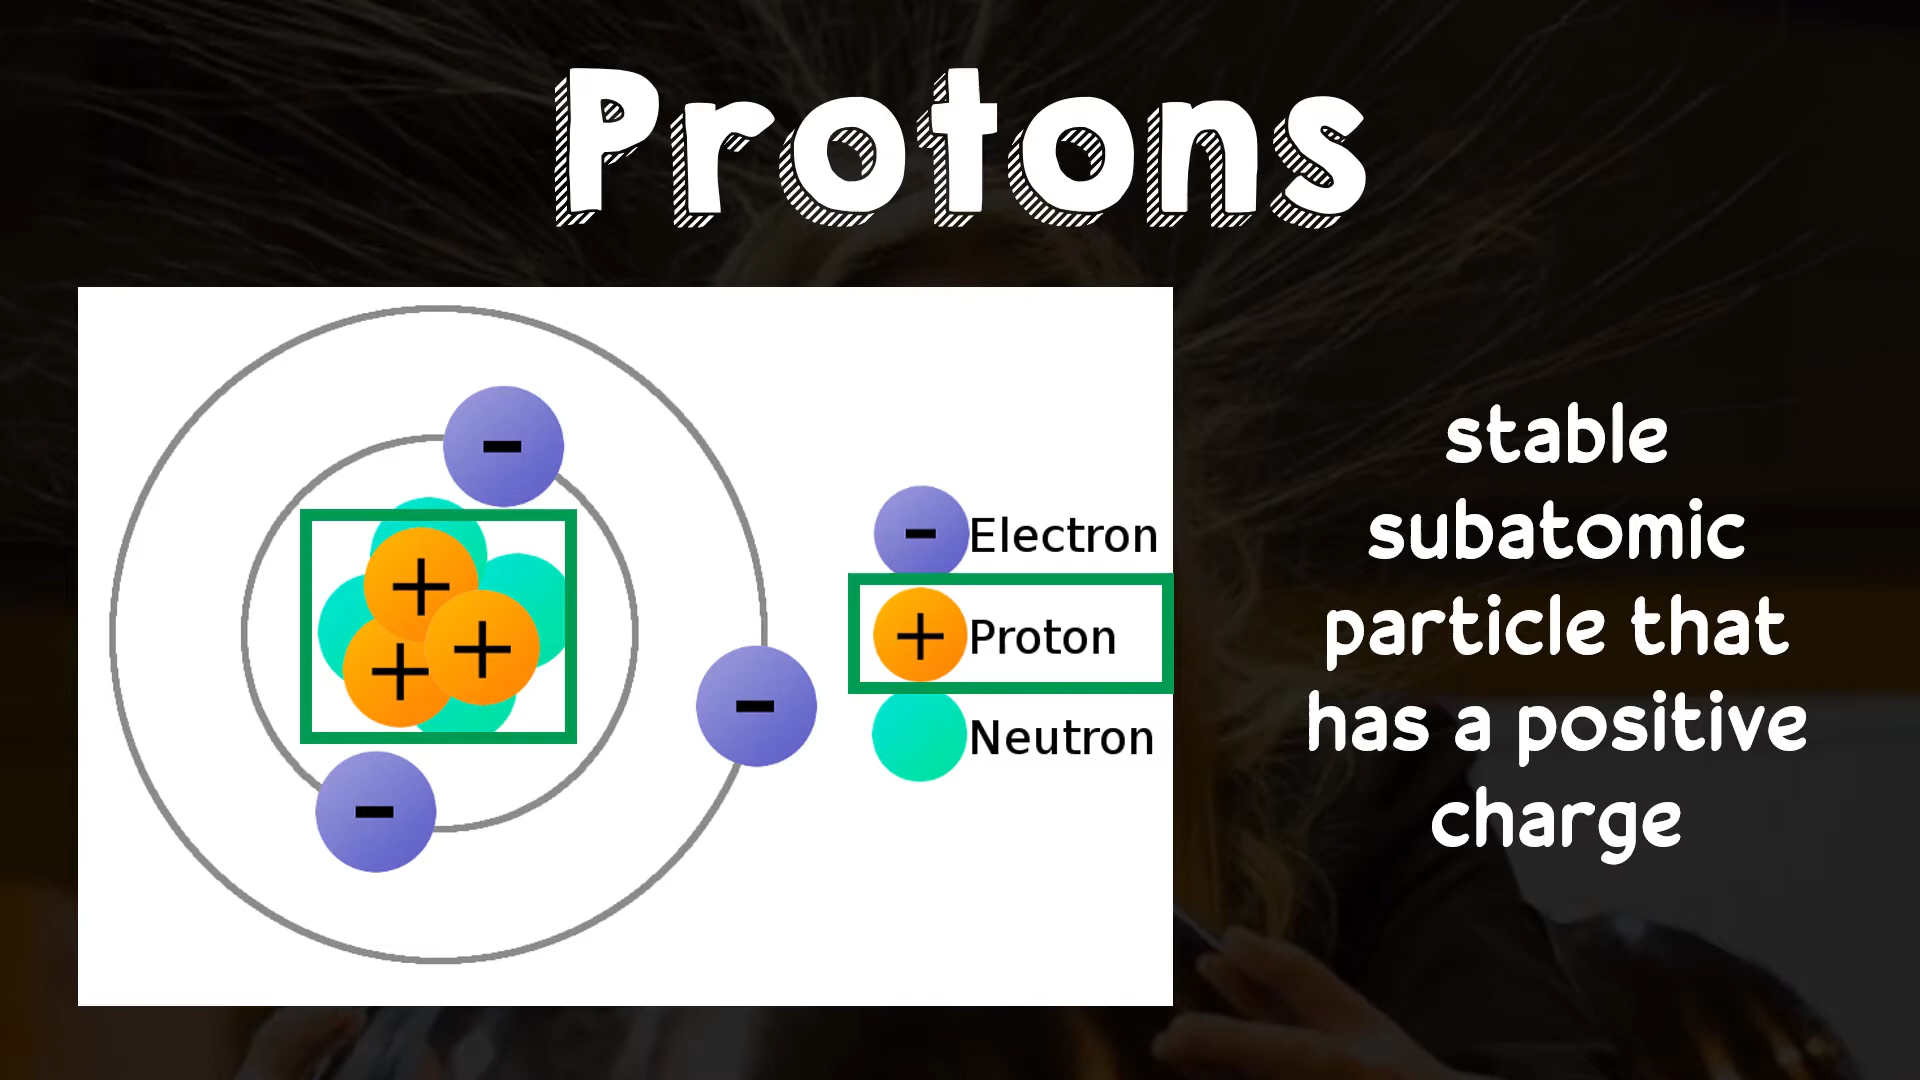 Protons
-
+
+
+
-
-
- Electron
+ Proton
Neutron
stable
subatomic
particle that
has a positive
charge